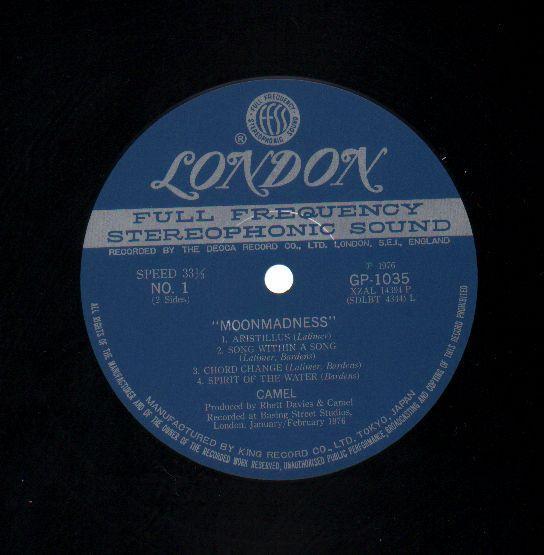 FULL FREQUENCY
FFSS
STEREOPHONIC SOUND
®
LONDON
FULL FREQUENCY
STEREOPHONIC SOUND
RECORDED BY THE DECCA RECORD CO., LTD. LONDON, S.E.I., ENGLAND
SPEED 33⅓
NO. 1
(2 Sides)
P 1976
GP-1035
XZAL 14394 P
(SDLBT 4344) L
"MOONMADNESS"
1. ARISTILLUS (Latimer)
2. SONG WITHIN A SONG
(Latimer, Bardens)
3. CHORD CHANGE (Latimer, Bardens)
4. SPIRIT OF THE WATER (Bardens)
CAMEL
Produced by Rhett Davies & Camel
Recorded at Basing Street Studios,
London, January/February 1976
MANUFACTURED BY KING RECORD CO., LTD, TOKYO, JAPAN
ALL RIGHTS OF THE MANUFACTURER AND OF THE OWNER OF THE RECORDED WORK RESERVED, UNAUTHORISED PUBLIC PERFORMANCE, BROADCASTING AND COPYING OF THIS RECORD PROHIBITED